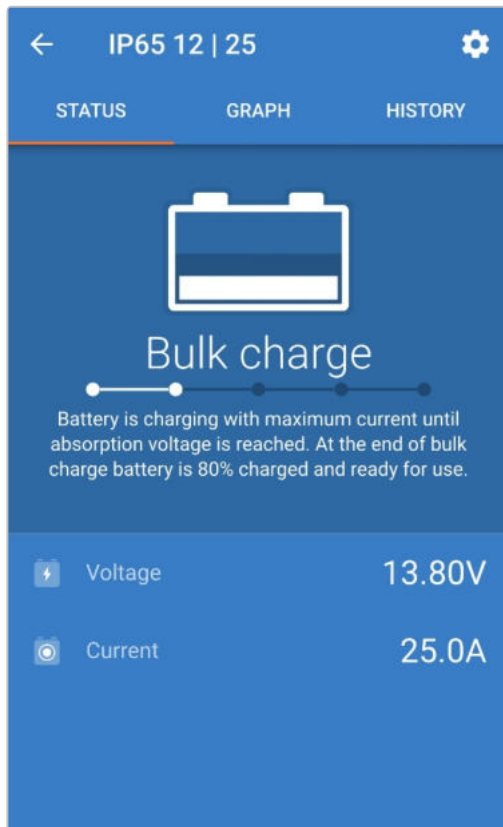 IP65 12 | 25
STATUS GRAPH HISTORY
Bulk charge
Battery is charging with maximum current until
absorption voltage is reached. At the end of bulk
charge battery is 80% charged and ready for use.
Voltage 13.80V
Current 25.0A